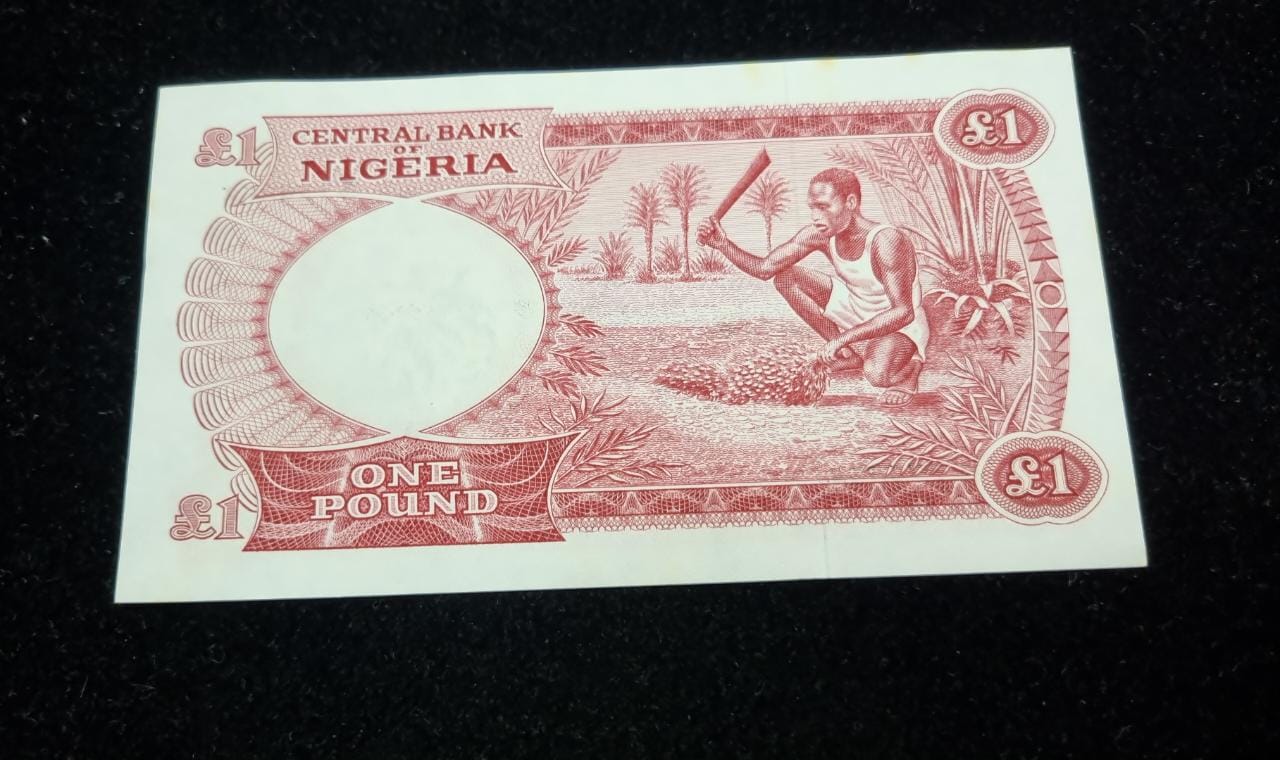 £1
CENTRAL BANK
OF
NIGERIA
£1
£1
ONE
POUND
£1